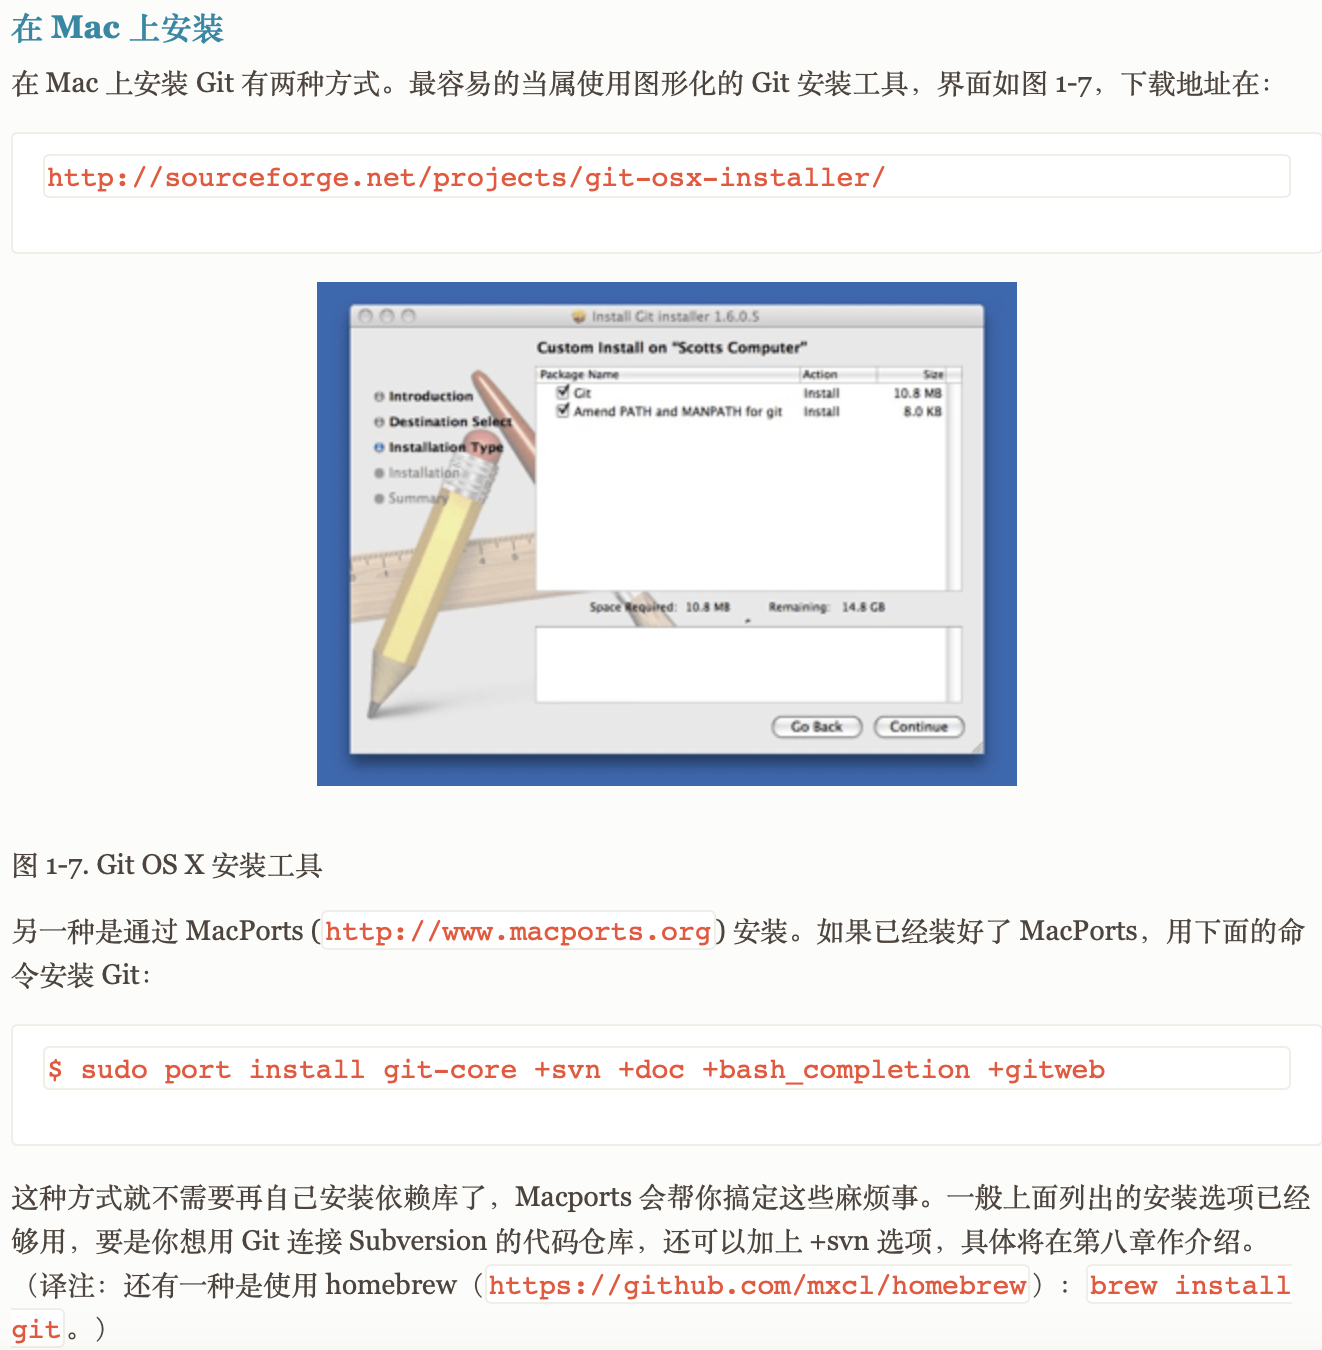 在 Mac 上安装
在 Mac 上安装 Git 有两种方式。最容易的当属使用图形化的 Git 安装工具，界面如图 1-7，下载地址在：
http://sourceforge.net/projects/git-osx-installer/
Install Git installer 1.6.0.5
Custom Install on "Scotts Computer"
Package Name Action Size
Git Install 10.8 MB
Amend PATH and MANPATH for git Install 8.0 KB
Introduction
Destination Select
Installation Type
Installation
Summary
Space Required: 10.8 MB Remaining: 14.8 GB
Go Back Continue
图 1-7. Git OS X 安装工具
另一种是通过 MacPorts (http://www.macports.org) 安装。如果已经装好了 MacPorts，用下面的命
令安装 Git：
$ sudo port install git-core +svn +doc +bash_completion +gitweb
这种方式就不需要再自己安装依赖库了，Macports 会帮你搞定这些麻烦事。一般上面列出的安装选项已经
够用，要是你想用 Git 连接 Subversion 的代码仓库，还可以加上 +svn 选项，具体将在第八章作介绍。
（译注：还有一种是使用 homebrew（https://github.com/mxcl/homebrew）：brew install
git。）